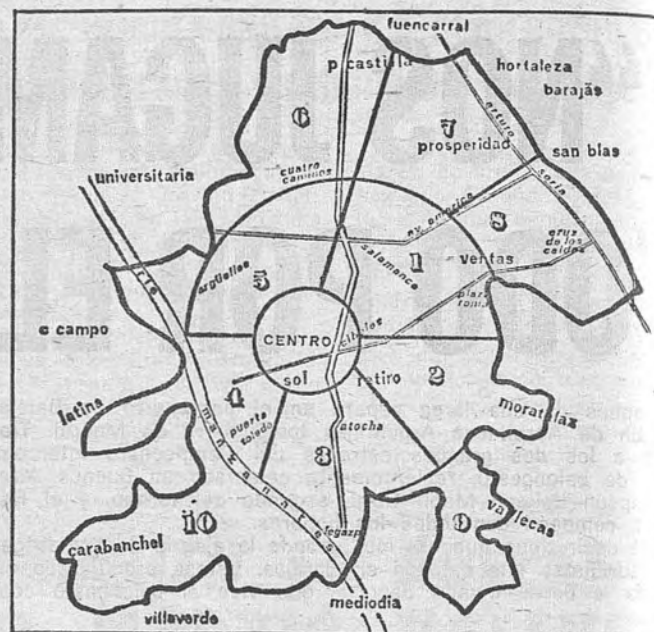 fuencarral
p castilla
hortaleza
barajas
6
arturo
soria
7
prosperidad
san blas
universitaria
cuatro
caminos
av america
8
cruz
de los
caidos
salamanca
1
ventas
argüelles
5
rio
manzanares
plaza
roma
e campo
CENTRO
cibeles
latina
4
sol
retiro
2
moratalaz
puerta
toledo
atocha
3
carabanchel
10
legazpi
9
vallecas
mediodia
villaverde